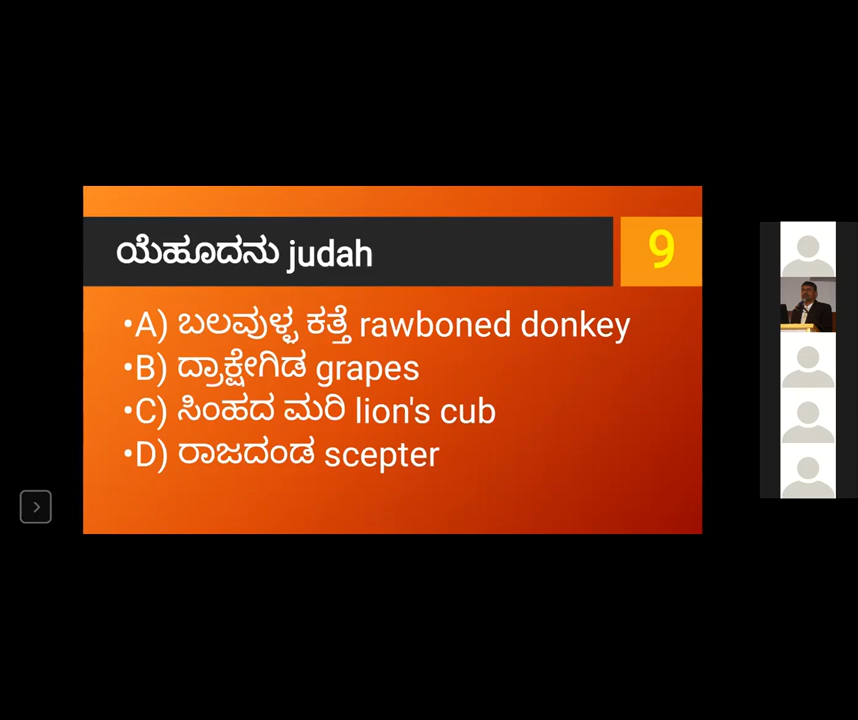 ಯೆಹೂದನು judah
9
•A) ಬಲವುಳ್ಳ ಕತ್ತೆ rawboned donkey
•B) ದ್ರಾಕ್ಷೇಗಿಡ grapes
•C) ಸಿಂಹದ ಮರಿ lion's cub
•D) ರಾಜದಂಡ scepter